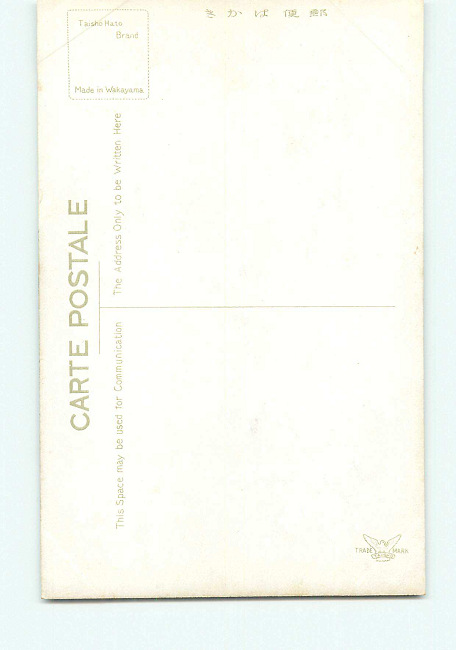 きかは便郵
Taisho Hato
Brand
Made in Wakayama
CARTE POSTALE
The Address Only to be Written Here
This Space may be used for Communication
TRADE MARK